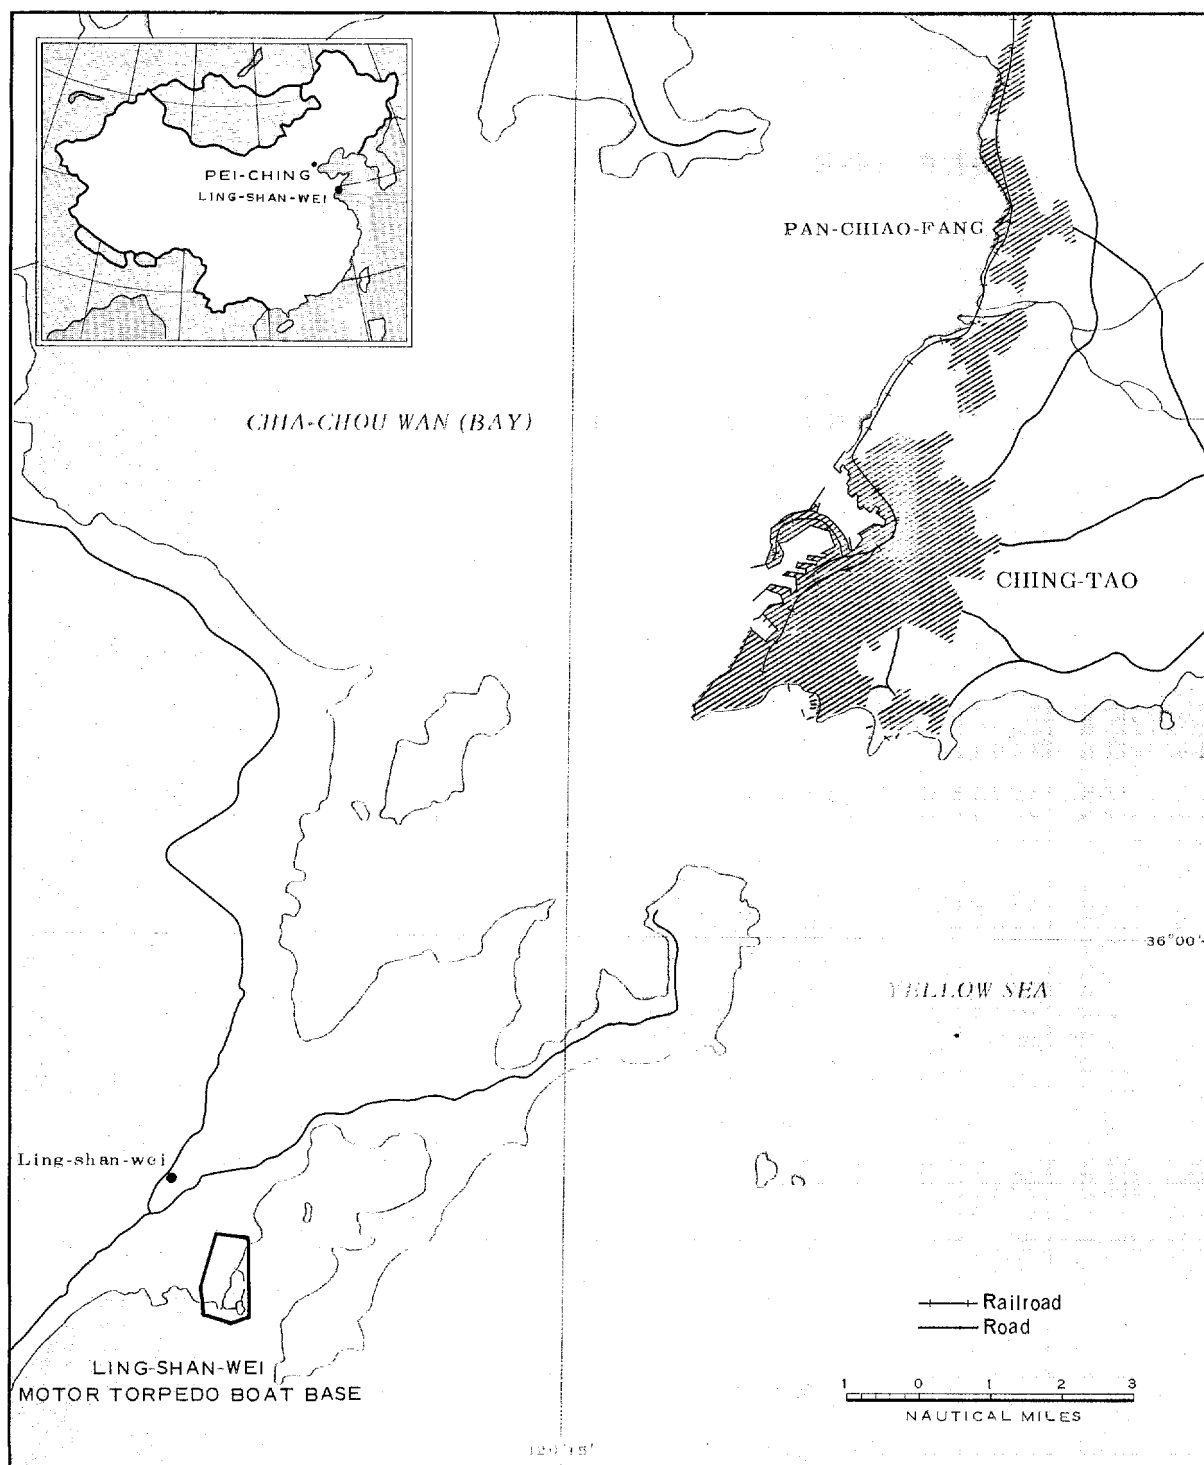 PEI-CHING
LING-SHAN-WEI
PAN-CHIAO-FANG
CHIA-CHOU WAN (BAY)
CHING-TAO
36°00'
YELLOW SEA
Ling-shan-wei
Railroad
Road
LING-SHAN-WEI
MOTOR TORPEDO BOAT BASE
1 0 1 2 3
NAUTICAL MILES
120°15'